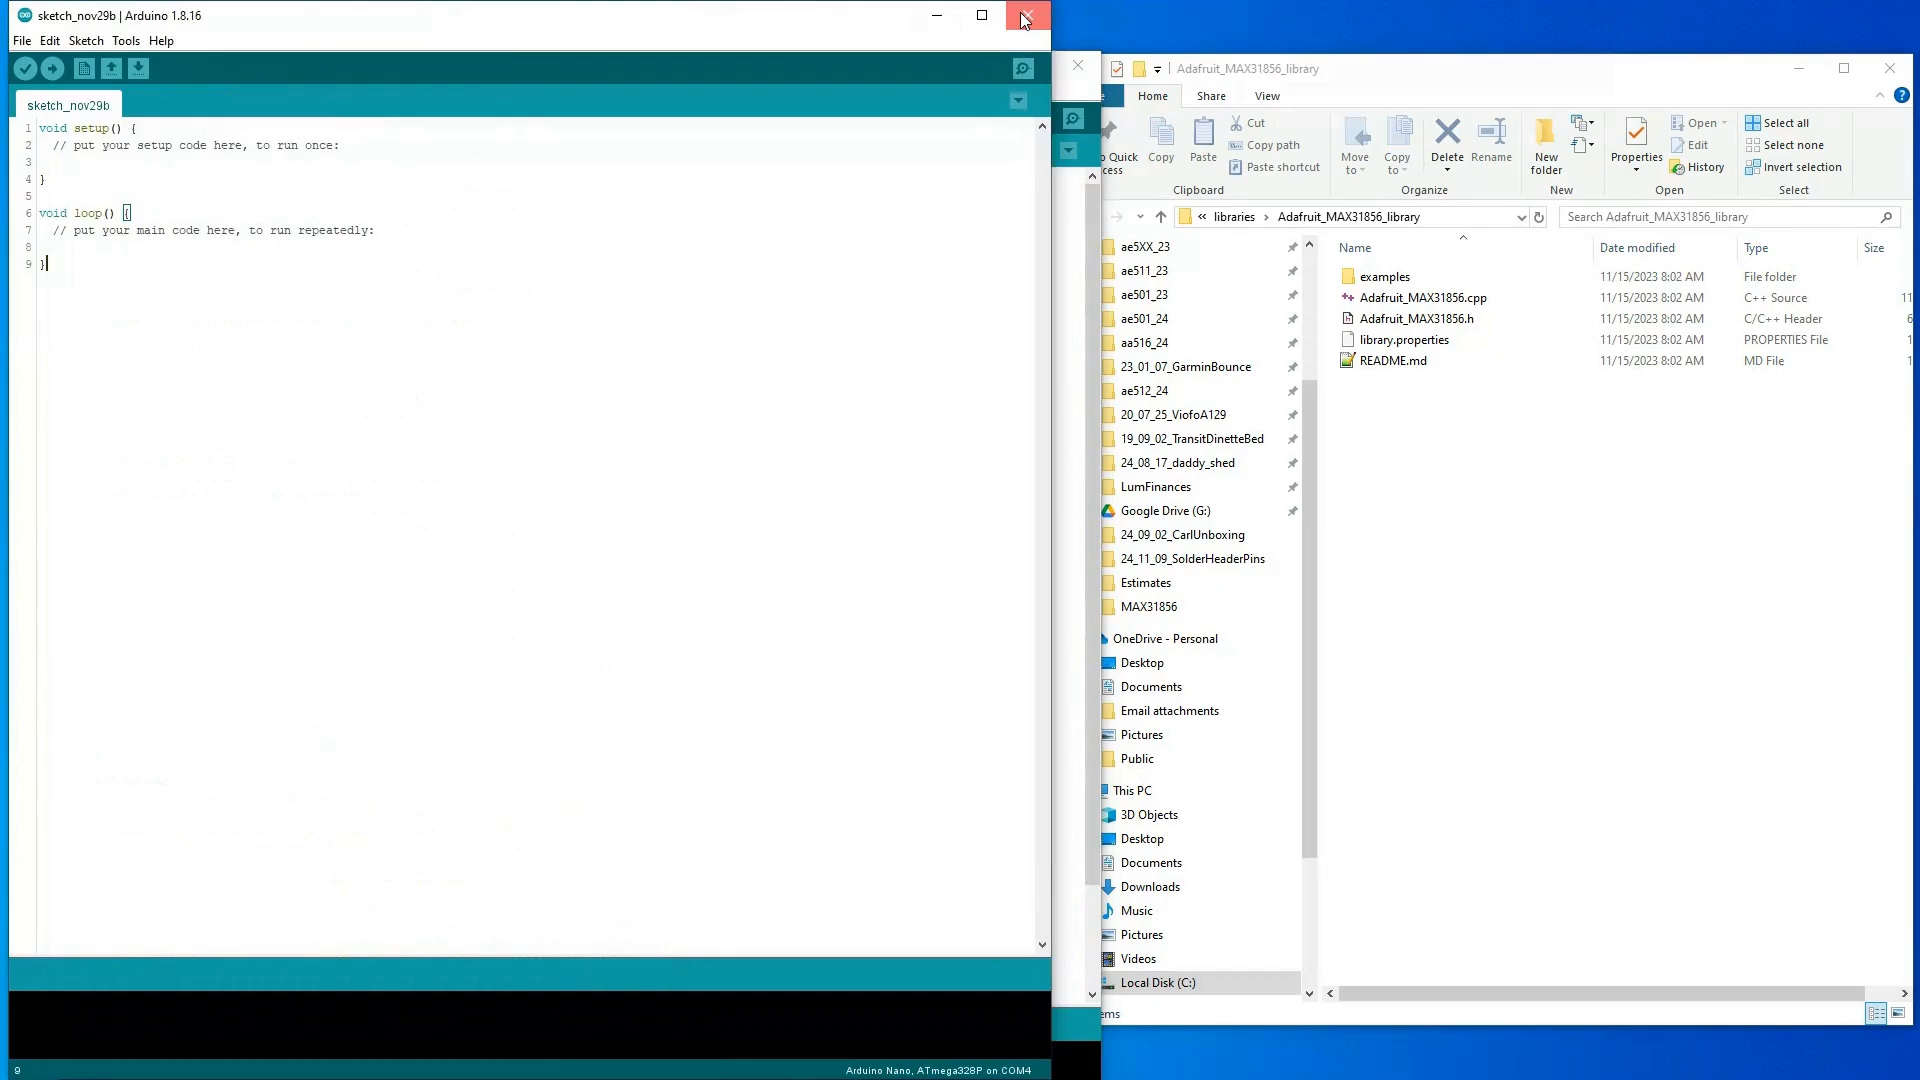 sketch_nov29b | Arduino 1.8.16
File Edit Sketch Tools Help
sketch_nov29b
1 void setup() {
2 // put your setup code here, to run once:
3
4 }
5
6 void loop() {
7 // put your main code here, to run repeatedly:
8
9 }
9
Arduino Nano, ATmega328P on COM4
Adafruit_MAX31856_library
Home Share View
Quick
Copy
Paste
Cut
Copy path
Paste shortcut
Clipboard
Move to
Copy to
Delete
Rename
Organize
New folder
New
Properties
Open
Edit
History
Open
Select all
Select none
Invert selection
Select
« libraries > Adafruit_MAX31856_library
Search Adafruit_MAX31856_library
ae5XX_23
ae511_23
ae501_23
ae501_24
aa516_24
23_01_07_GarminBounce
ae512_24
20_07_25_ViofoA129
19_09_02_TransitDinetteBed
24_08_17_daddy_shed
LumFinances
Google Drive (G:)
24_09_02_CarlUnboxing
24_11_09_SolderHeaderPins
Estimates
MAX31856
OneDrive - Personal
Desktop
Documents
Email attachments
Pictures
Public
This PC
3D Objects
Desktop
Documents
Downloads
Music
Pictures
Videos
Local Disk (C:)
Name Date modified Type Size
examples 11/15/2023 8:02 AM File folder
Adafruit_MAX31856.cpp 11/15/2023 8:02 AM C++ Source 11
Adafruit_MAX31856.h 11/15/2023 8:02 AM C/C++ Header 6
library.properties 11/15/2023 8:02 AM PROPERTIES File 1
README.md 11/15/2023 8:02 AM MD File 1